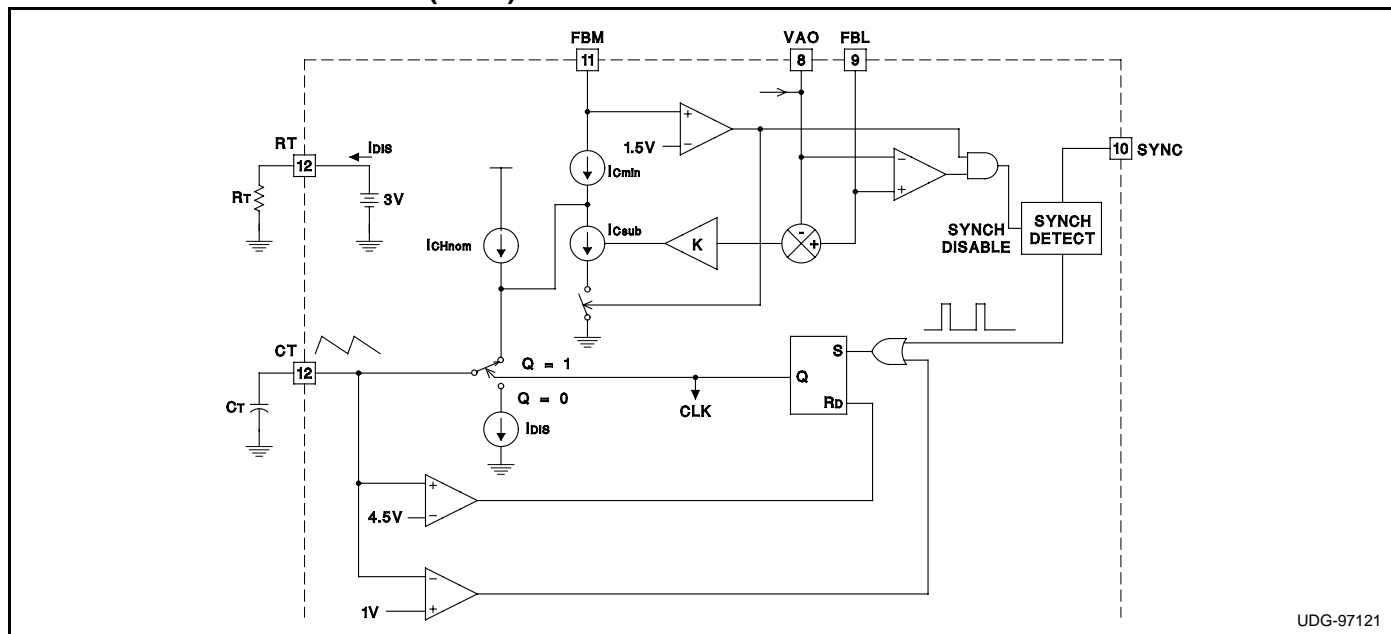 FBM
VAO
FBL
11
8
9
RT
IDIS
12
RT
3V
1.5V
ICmin
ICsub
ICHnom
K
-
+
+
-
-
+
10
SYNC
SYNCH
DISABLE
SYNCH
DETECT
CT
12
CT
Q = 1
Q = 0
IDIS
CLK
Q
S
RD
+
-
4.5V
-
+
1V
UDG-97121